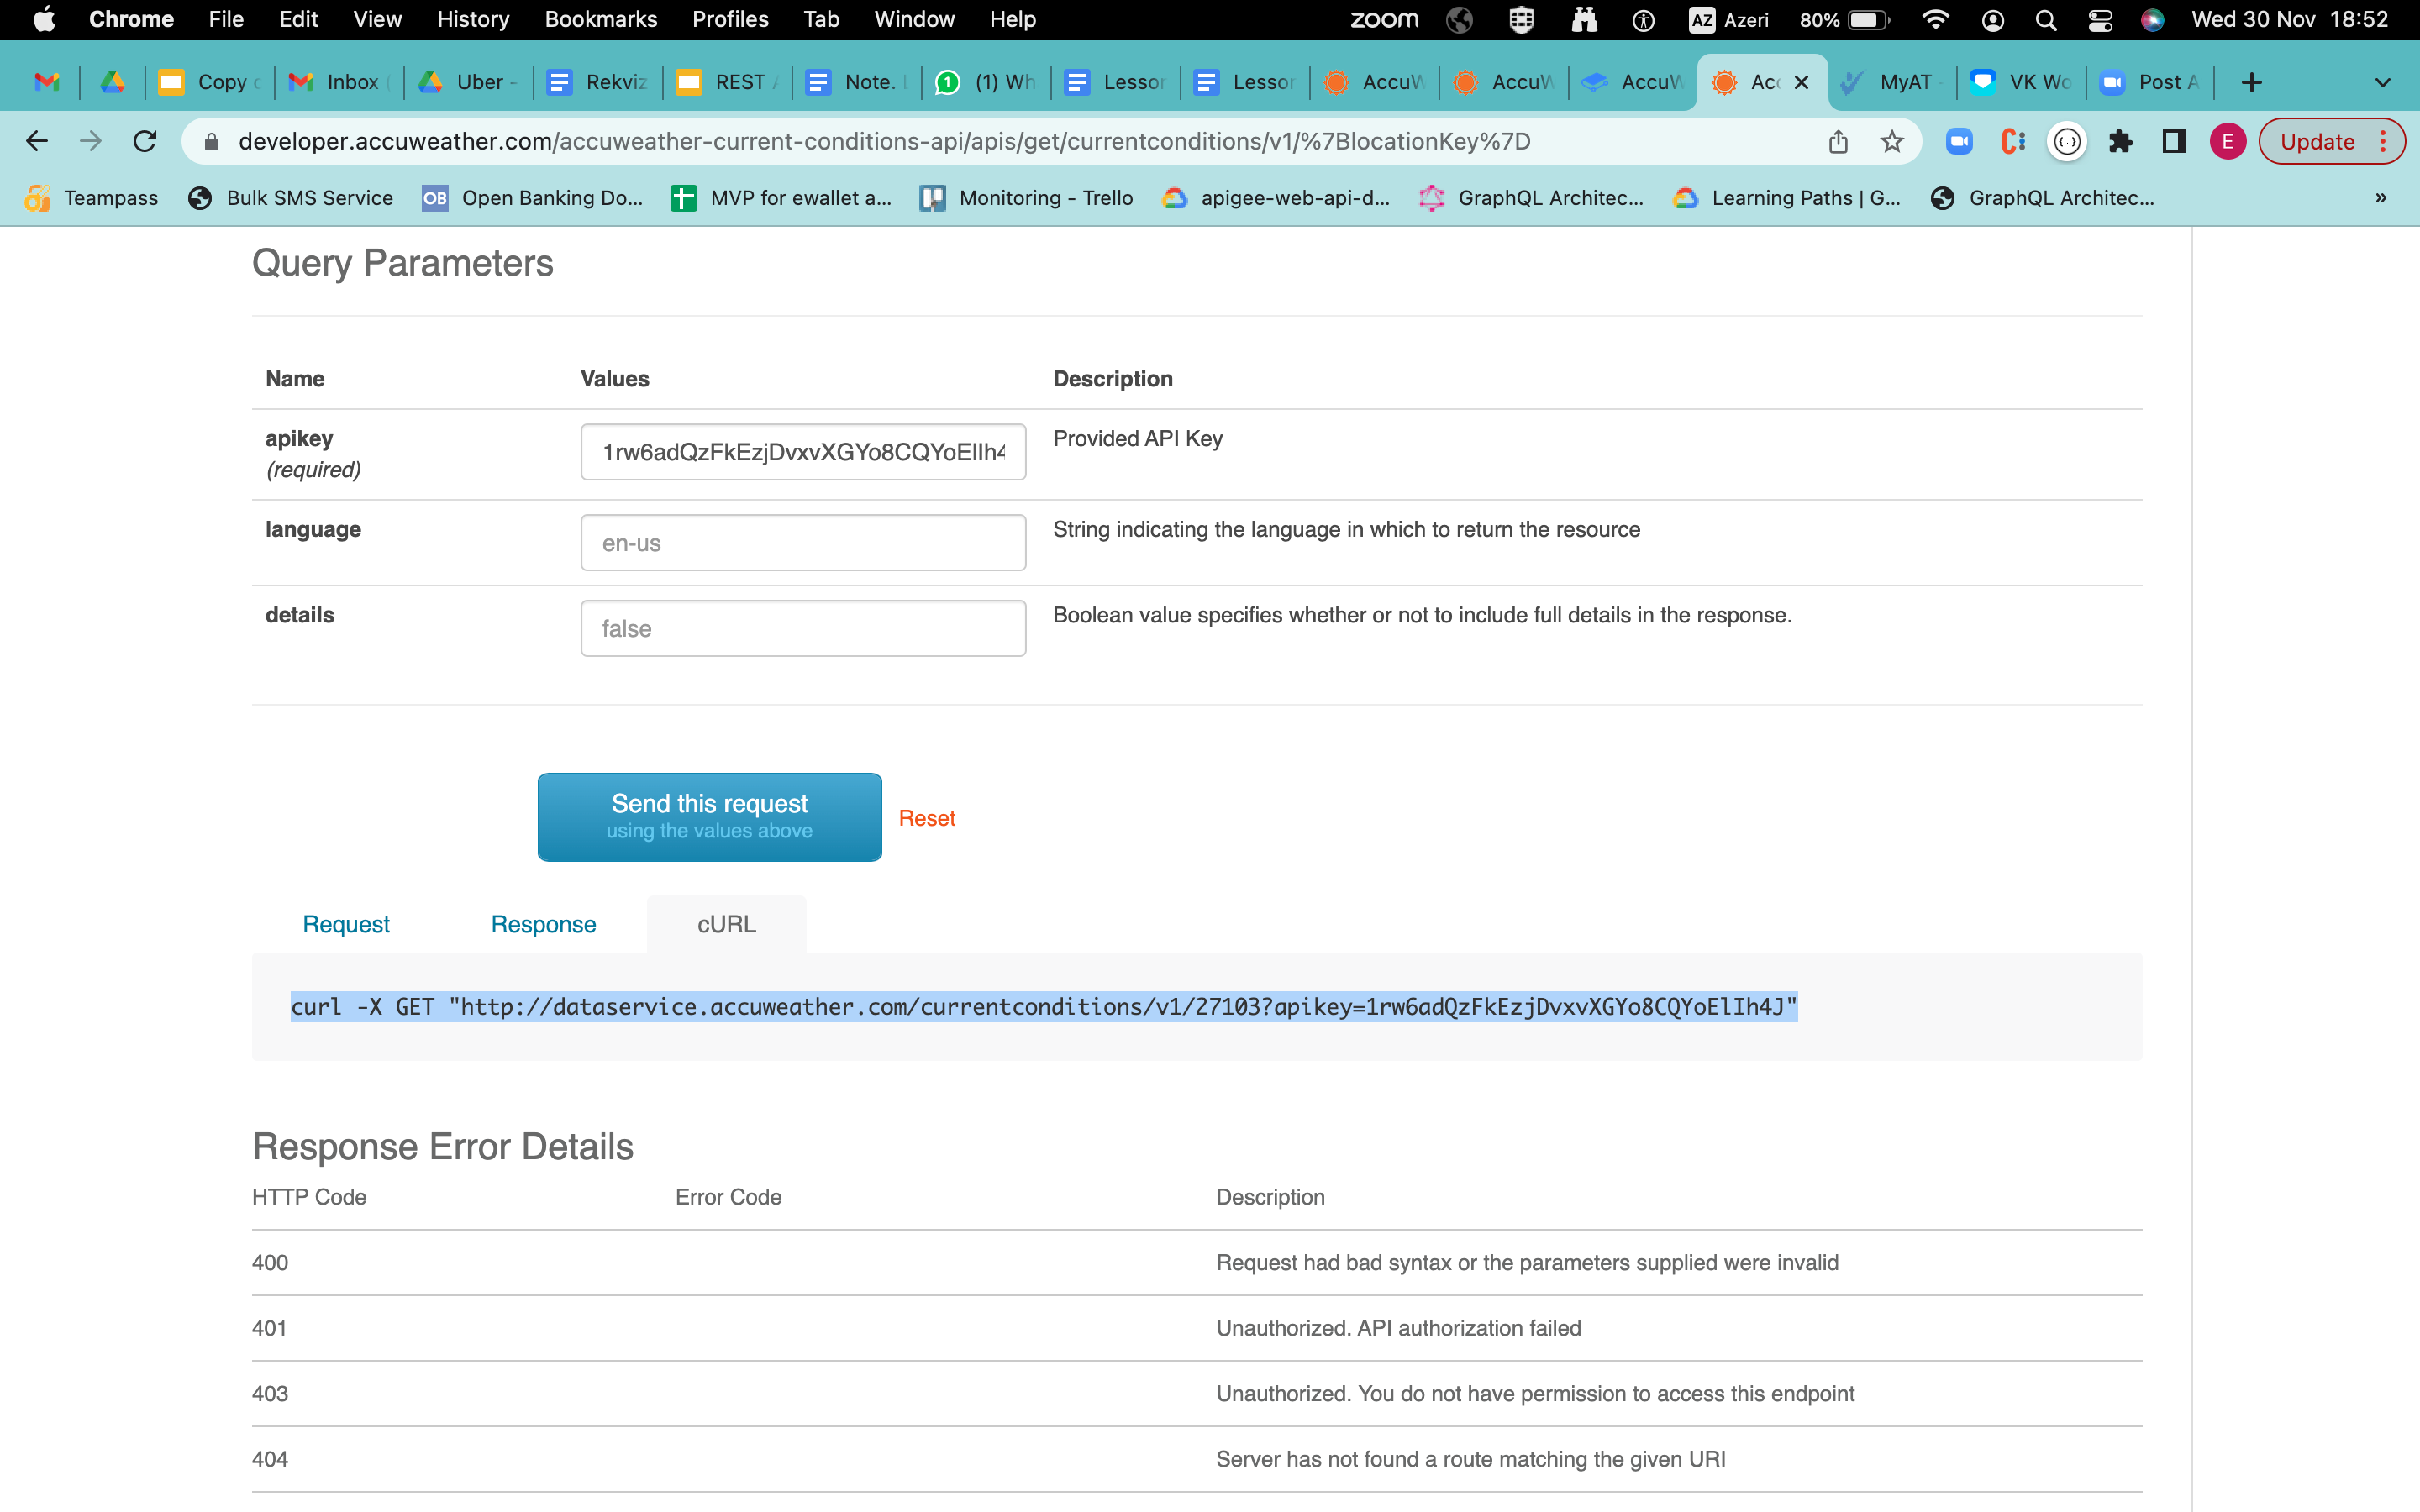 Chrome File Edit View History Bookmarks Profiles Tab Window Help zoom AZ Azeri 80% Wed 30 Nov 18:52
Copy Inbox Uber - Rekviz REST Note. 1 (1) Wh Lesson Lesson AccuW AccuW AccuW Acc MyAT - VK Wo Post A
developer.accuweather.com/accuweather-current-conditions-api/apis/get/currentconditions/v1/%7BlocationKey%7D E Update
Teampass Bulk SMS Service OB Open Banking Do... MVP for ewallet a... Monitoring - Trello apigee-web-api-d... GraphQL Architec... Learning Paths | G... GraphQL Architec... »
Query Parameters
Name Values Description
apikey 1rw6adQzFkEzjDvxvXGYo8CQYoElIh4 Provided API Key
(required)
language en-us String indicating the language in which to return the resource
details false Boolean value specifies whether or not to include full details in the response.
Send this request
using the values above
Reset
Request Response cURL
curl -X GET "http://dataservice.accuweather.com/currentconditions/v1/27103?apikey=1rw6adQzFkEzjDvxvXGYo8CQYoElIh4J"
Response Error Details
HTTP Code Error Code Description
400 Request had bad syntax or the parameters supplied were invalid
401 Unauthorized. API authorization failed
403 Unauthorized. You do not have permission to access this endpoint
404 Server has not found a route matching the given URI